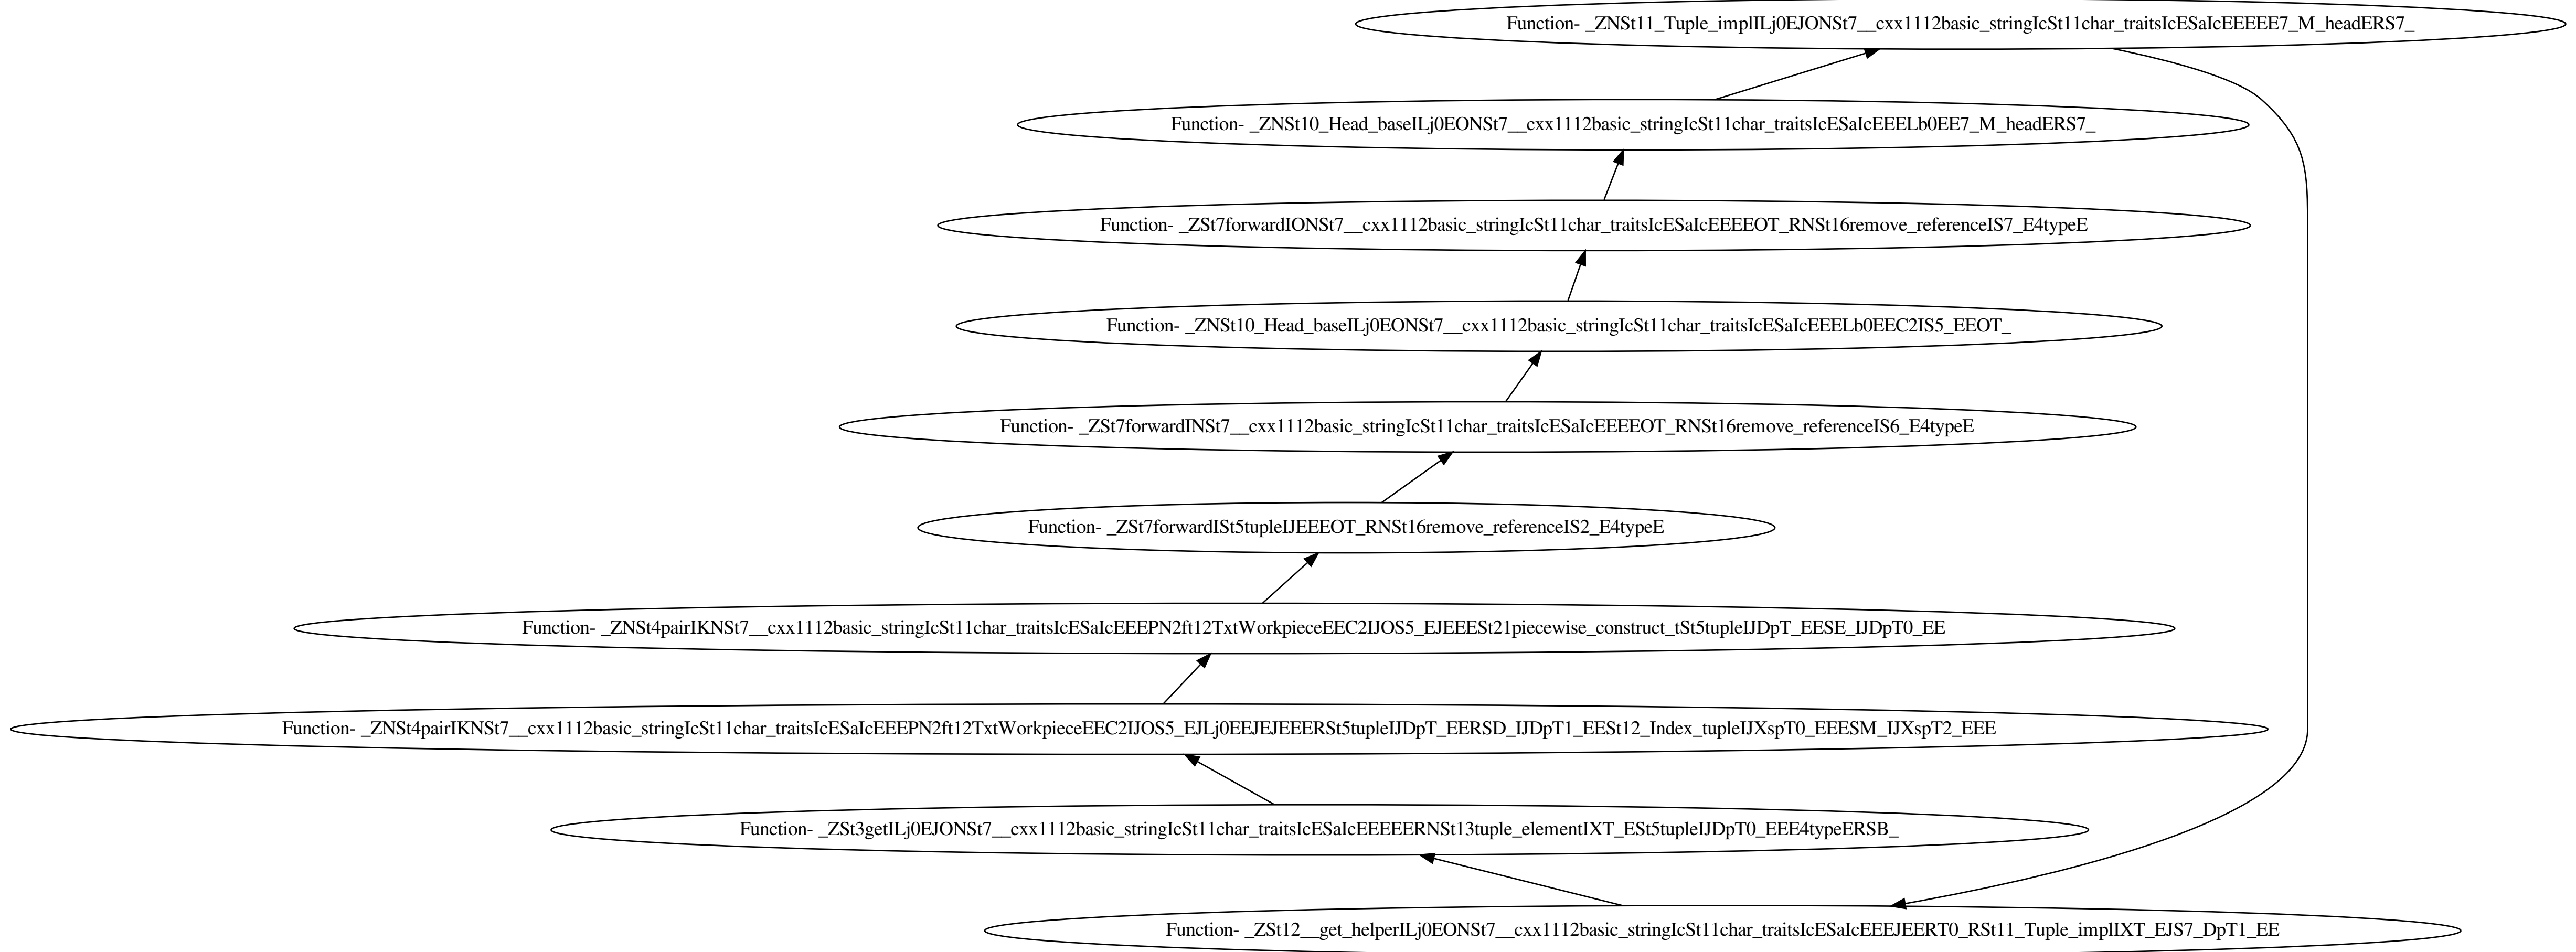 Function- _ZNSt11_Tuple_implILj0EJONSt7__cxx1112basic_stringIcSt11char_traitsIcESaIcEEEEE7_M_headERS7_
Function- _ZNSt10_Head_baseILj0EONSt7__cxx1112basic_stringIcSt11char_traitsIcESaIcEEELb0EE7_M_headERS7_
Function- _ZSt7forwardIONSt7__cxx1112basic_stringIcSt11char_traitsIcESaIcEEEEOT_RNSt16remove_referenceIS7_E4typeE
Function- _ZNSt10_Head_baseILj0EONSt7__cxx1112basic_stringIcSt11char_traitsIcESaIcEEELb0EEC2IS5_EEOT_
Function- _ZSt7forwardINSt7__cxx1112basic_stringIcSt11char_traitsIcESaIcEEEEOT_RNSt16remove_referenceIS6_E4typeE
Function- _ZSt7forwardISt5tupleIJEEEOT_RNSt16remove_referenceIS2_E4typeE
Function- _ZNSt4pairIKNSt7__cxx1112basic_stringIcSt11char_traitsIcESaIcEEEPN2ft12TxtWorkpieceEEC2IJOS5_EJEEESt21piecewise_construct_tSt5tupleIJDpT_EESE_IJDpT0_EE
Function- _ZNSt4pairIKNSt7__cxx1112basic_stringIcSt11char_traitsIcESaIcEEEPN2ft12TxtWorkpieceEEC2IJOS5_EJLj0EEJEJEEERSt5tupleIJDpT_EERSD_IJDpT1_EESt12_Index_tupleIJXspT0_EEESM_IJXspT2_EEE
Function- _ZSt3getILj0EJONSt7__cxx1112basic_stringIcSt11char_traitsIcESaIcEEEEERNSt13tuple_elementIXT_ESt5tupleIJDpT0_EEE4typeERSB_
Function- _ZSt12__get_helperILj0EONSt7__cxx1112basic_stringIcSt11char_traitsIcESaIcEEEJEERT0_RSt11_Tuple_implIXT_EJS7_DpT1_EE